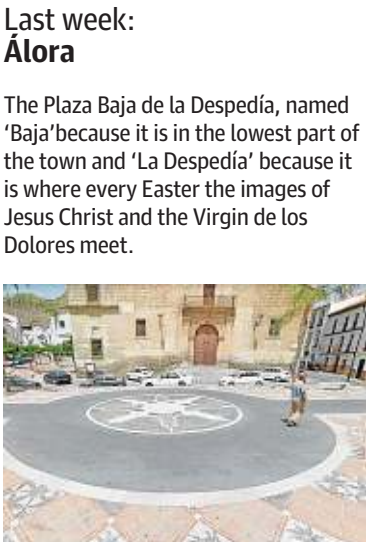 Last week:
Álora
The Plaza Baja de la Despedía, named
‘Baja’because it is in the lowest part of
the town and ‘La Despedía’ because it
is where every Easter the images of
Jesus Christ and the Virgin de los
Dolores meet.